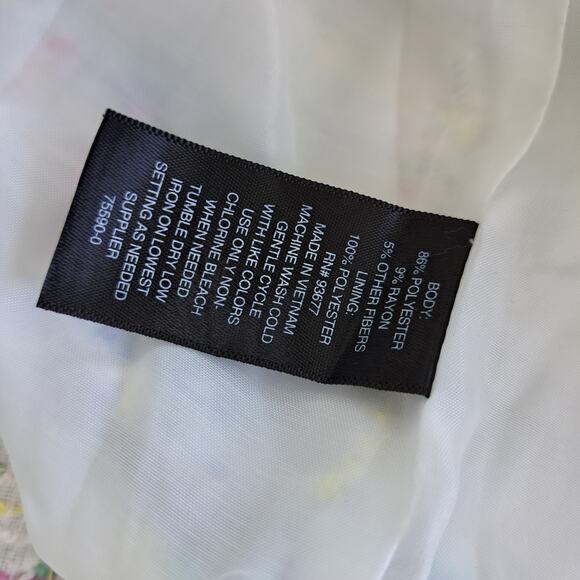 BODY:
86% POLYESTER
9% RAYON
5% OTHER FIBERS
LINING:
100% POLYESTER
RN# 93677
MADE IN VIETNAM
MACHINE WASH COLD
GENTLE CYCLE
WITH LIKE COLORS
USE ONLY NON-
CHLORINE BLEACH
WHEN NEEDED
TUMBLE DRY LOW
IRON ON LOWEST
SETTING AS NEEDED
SUPPLIER
75590-0